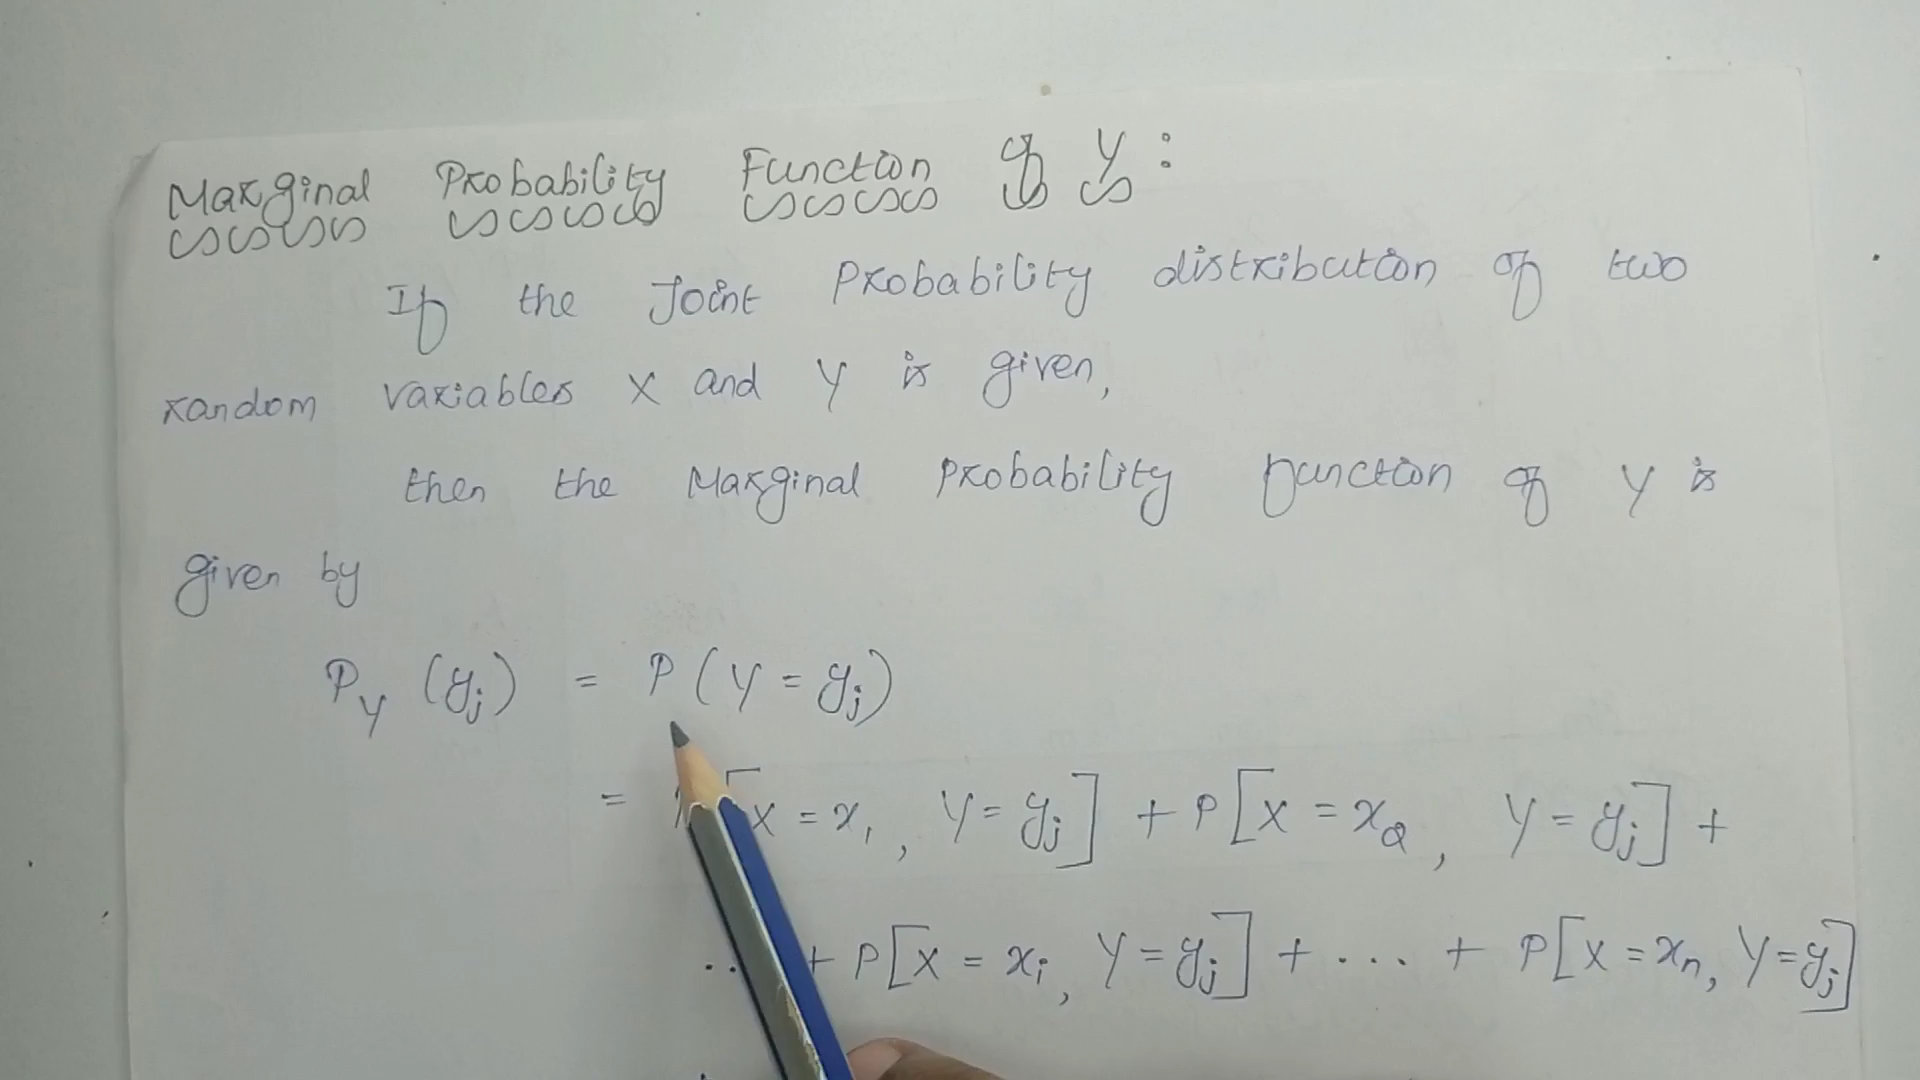 Marginal Probability Function of Y:
If the Joint Probability distribution of two
random variables X and Y is given,
then the Marginal probability function of Y is
given by
P_Y (y_j) = P(Y = y_j)
= [X = x_1, Y = y_j] + P[X = x_2, Y = y_j] +
.. + P[X = x_i, Y = y_j] + ... + P[X = x_n, Y = y_j]